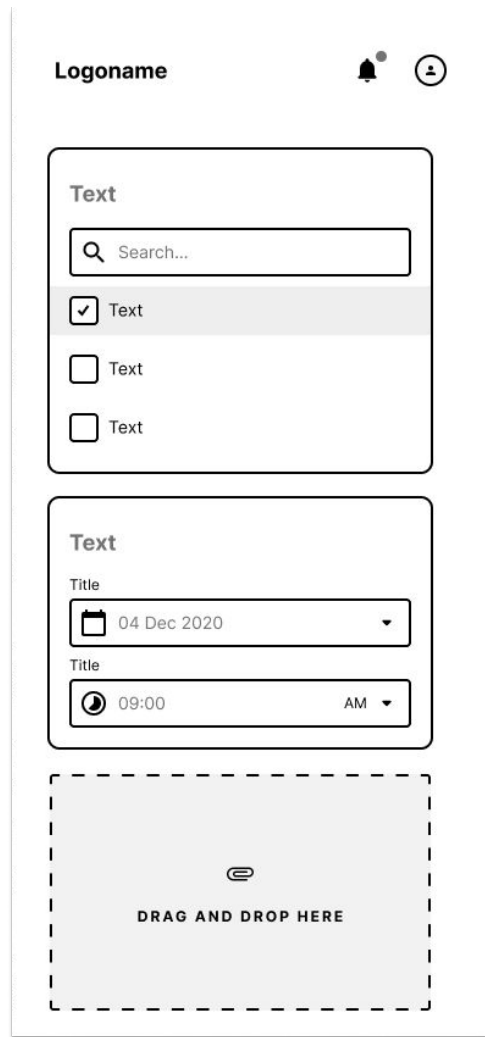 Logoname
Text
Search...
Text
Text
Text
Text
Title
04 Dec 2020
Title
09:00 AM
DRAG AND DROP HERE